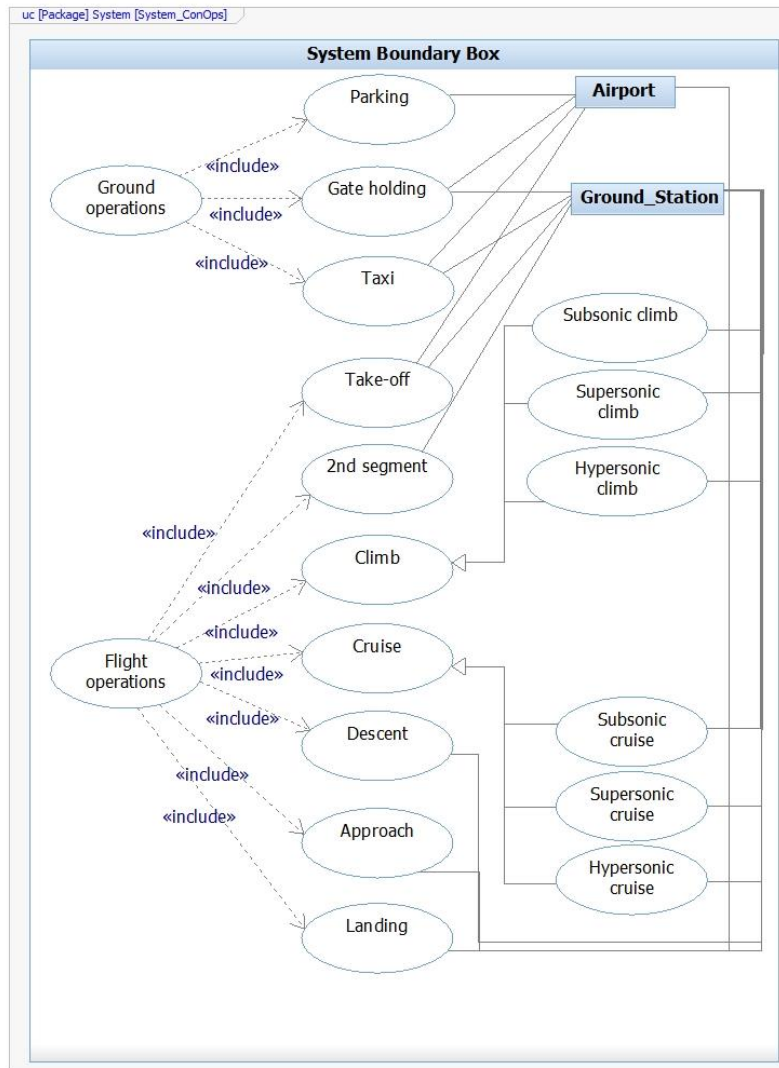 uc [Package] System [System_ConOps]
System Boundary Box
Parking
Airport
«include»
Ground
operations
Gate holding
Ground_Station
«include»
«include»
Taxi
Subsonic climb
Take-off
Supersonic
climb
2nd segment
Hypersonic
climb
«include»
Climb
«include»
«include»
Cruise
Flight
operations
«include»
«include»
Descent
Subsonic
cruise
«include»
Supersonic
cruise
«include»
Approach
Hypersonic
cruise
Landing